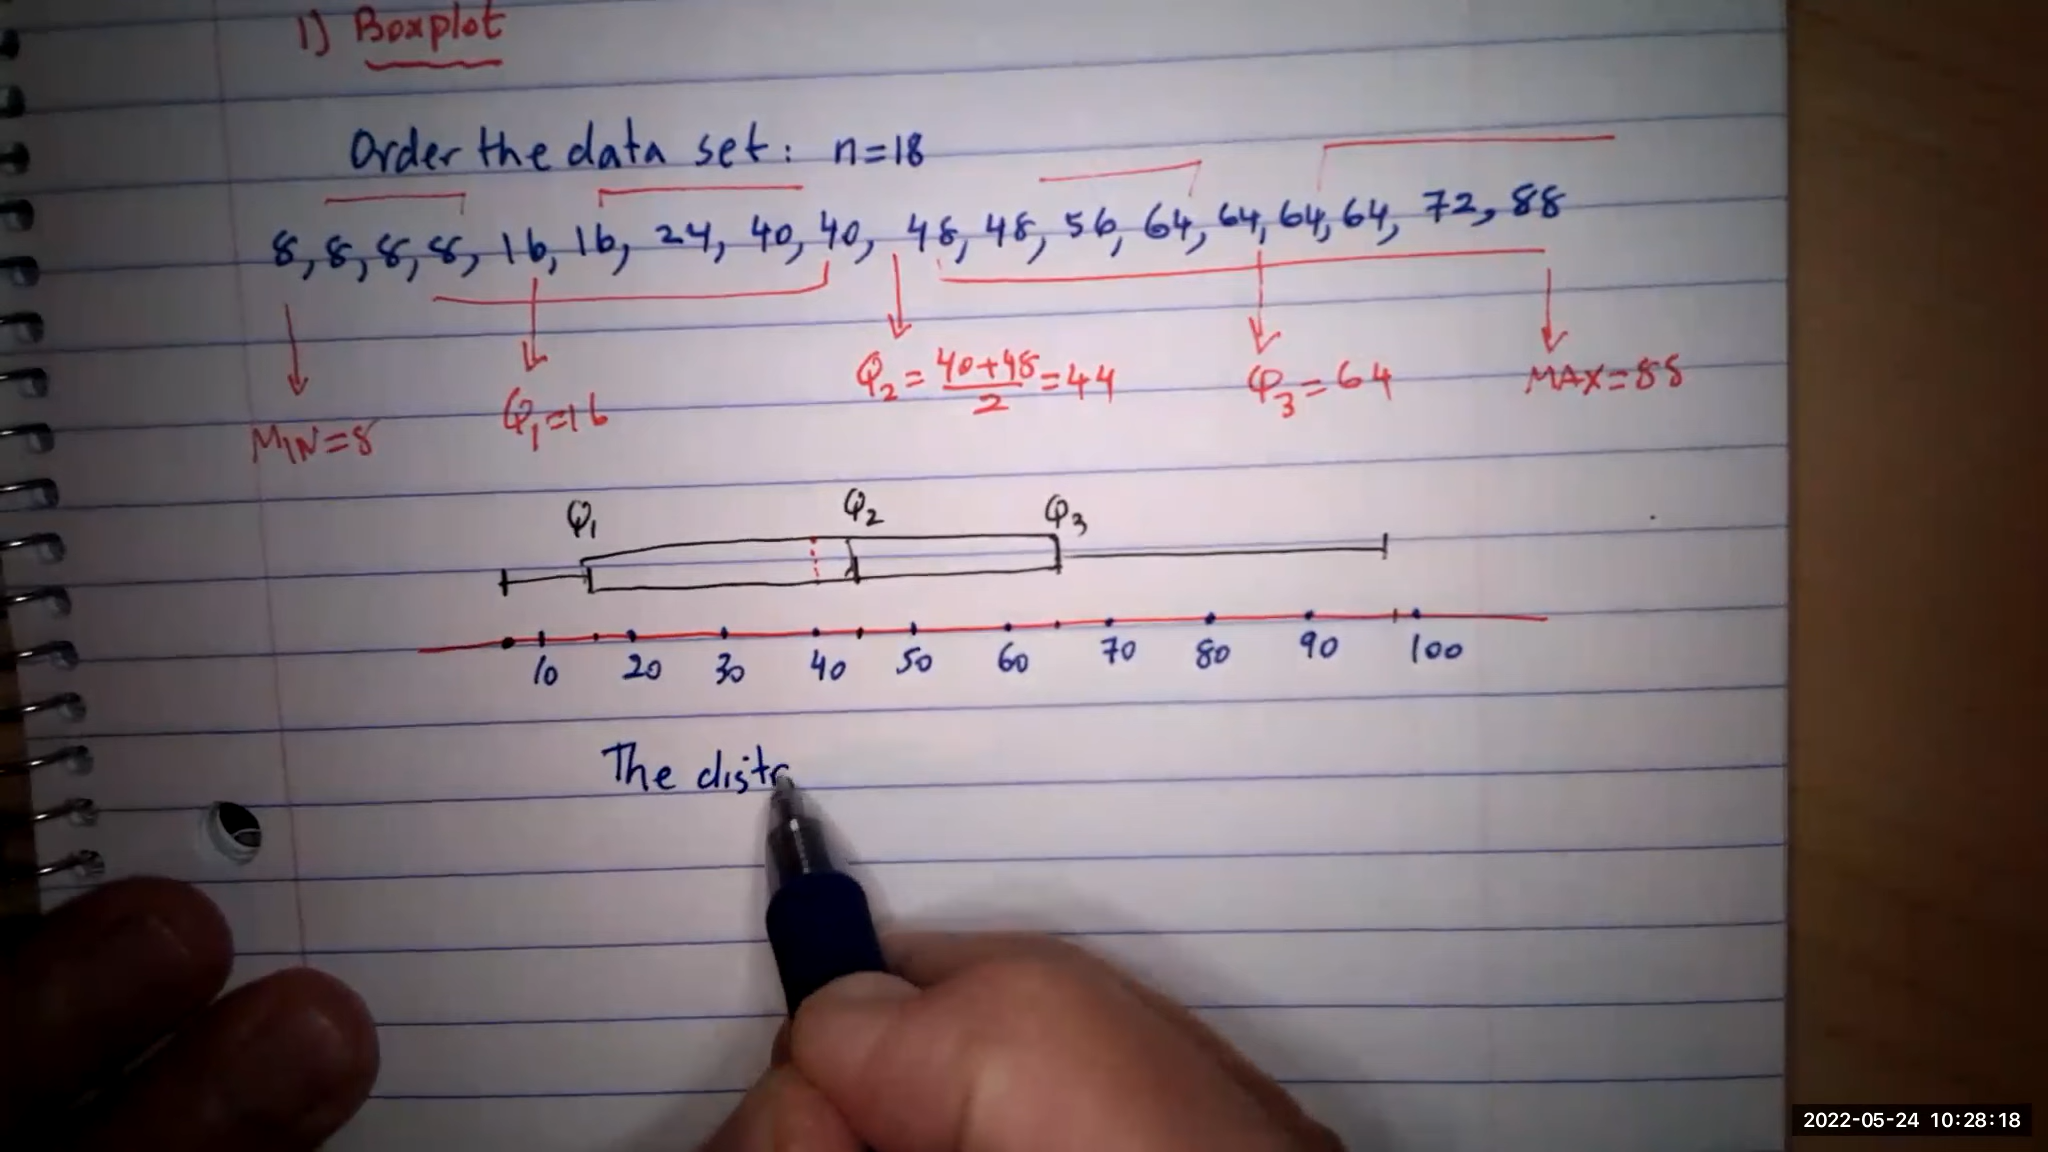 1) Boxplot
Order the data set: n=18
8, 8, 8, 8, 16, 16, 24, 40, 40, 48, 48, 56, 64, 64, 64, 64, 72, 88
MIN=8 Q1=16 Q2 = 40+48/2 = 44 Q3 = 64 MAX=88
Q1 Q2 Q3
10 20 30 40 50 60 70 80 90 100
The distr
2022-05-24 10:28:18